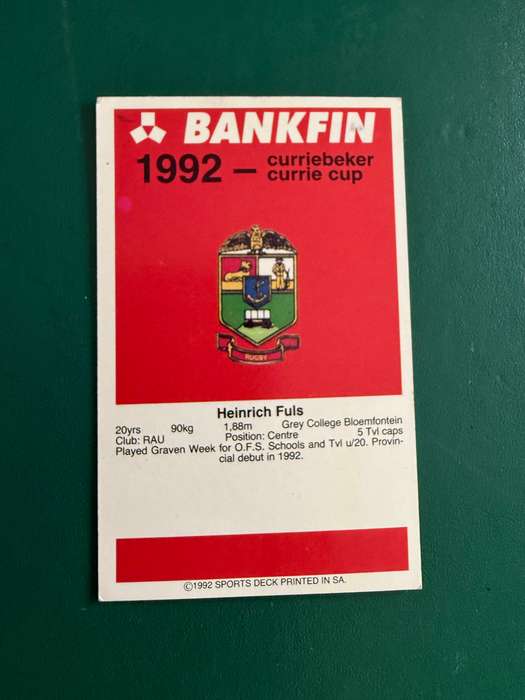 BANKFIN
1992 – curriebeker
currie cup
RUGBY
Heinrich Fuls
20yrs 90kg 1,88m Grey College Bloemfontein
Club: RAU Position: Centre 5 Tvl caps
Played Graven Week for O.F.S. Schools and Tvl u/20. Provin-
cial debut in 1992.
©1992 SPORTS DECK PRINTED IN SA.